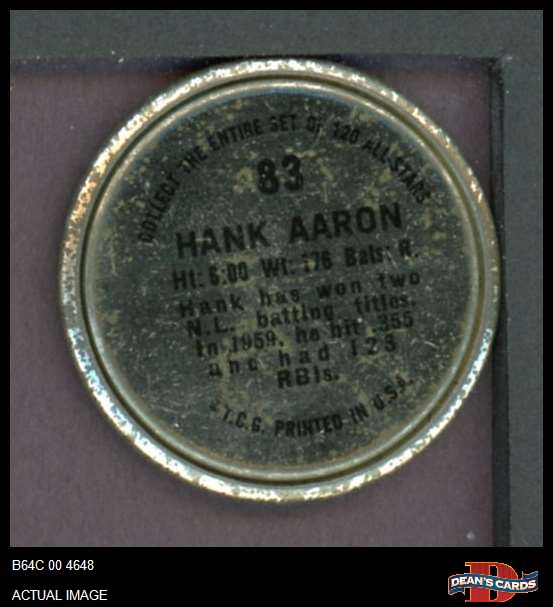 COLLECT THE ENTIRE SET OF 120 ALL STARS
83
HANK AARON
Ht: 6:00 Wt: 176 Bats: R.
Hank has won two
N.L. batting titles.
In 1959, he hit .355
and had 123
RBIs.
T.C.G. PRINTED IN U.S.A.
B64C 00 4648
ACTUAL IMAGE
D
DEAN'S CARDS